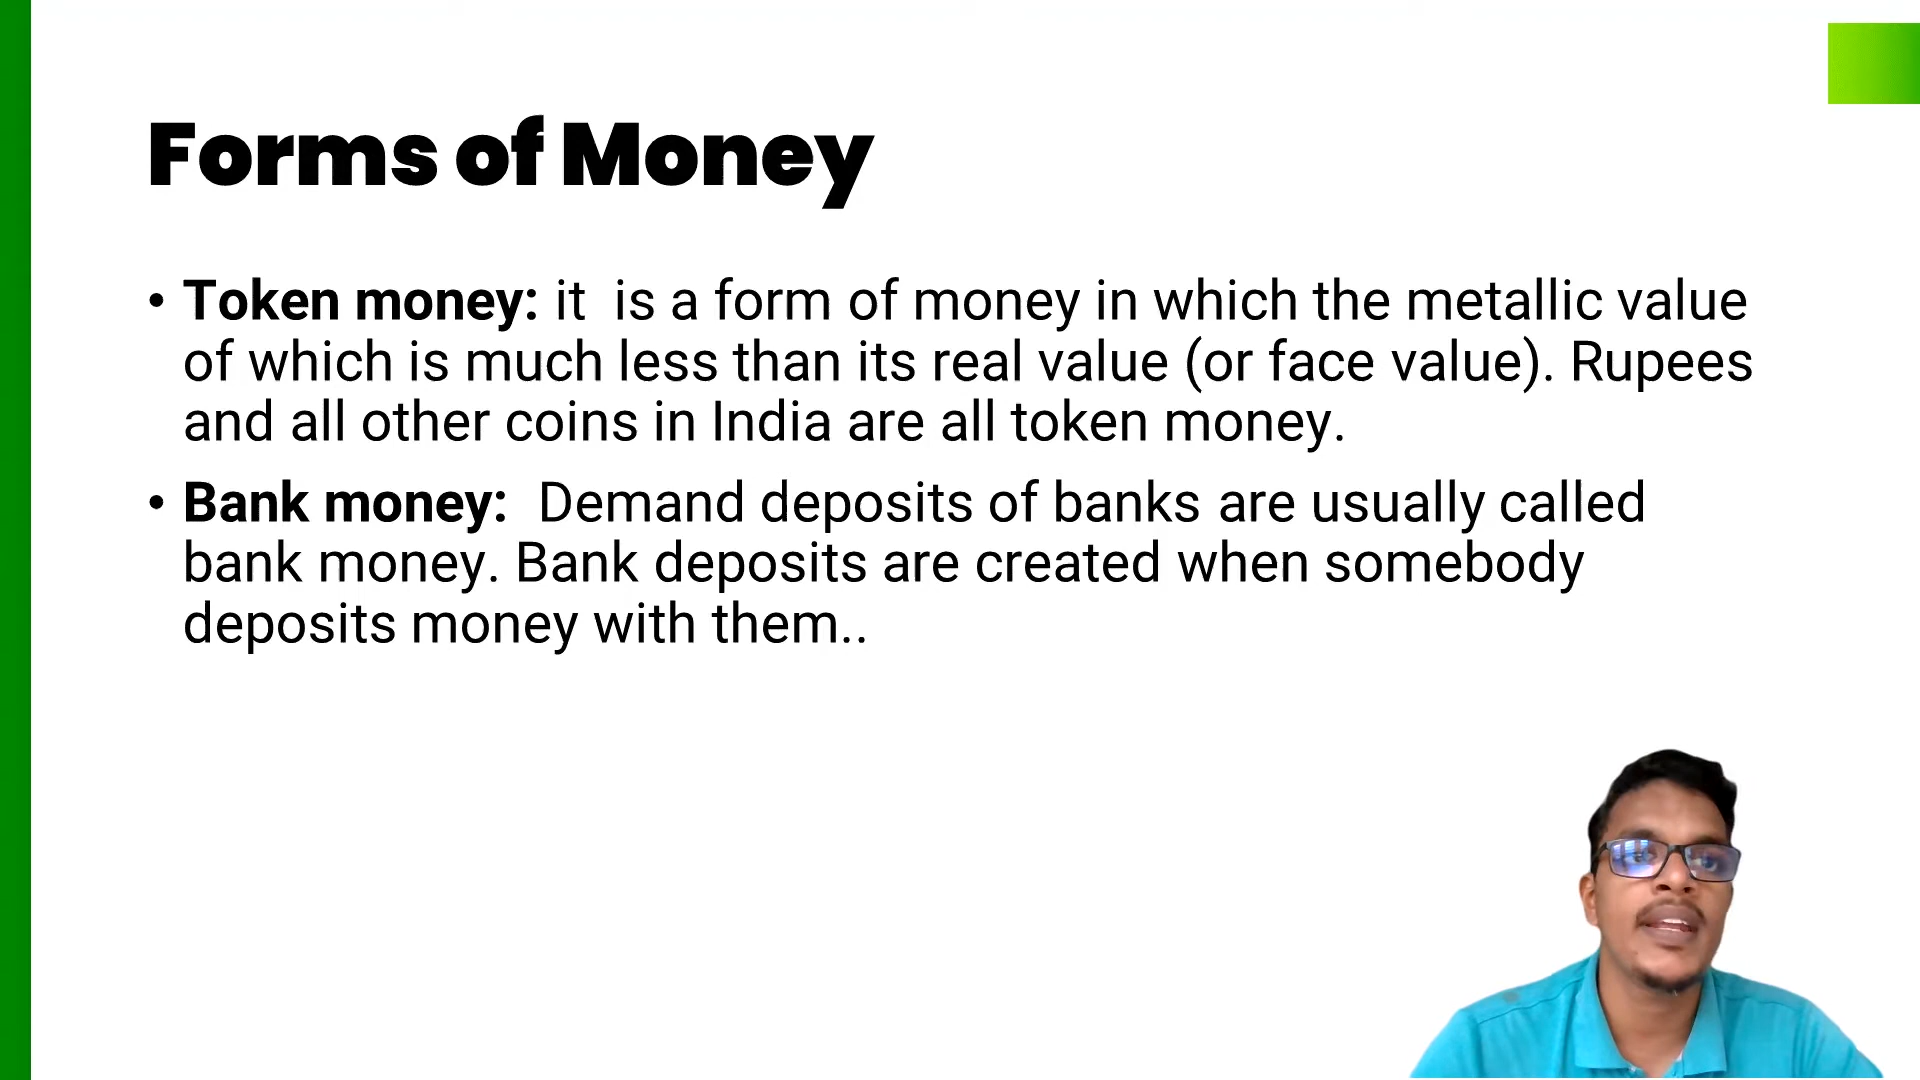 Forms of Money
• Token money: it  is a form of money in which the metallic value
of which is much less than its real value (or face value). Rupees
and all other coins in India are all token money.
• Bank money:  Demand deposits of banks are usually called
bank money. Bank deposits are created when somebody
deposits money with them..